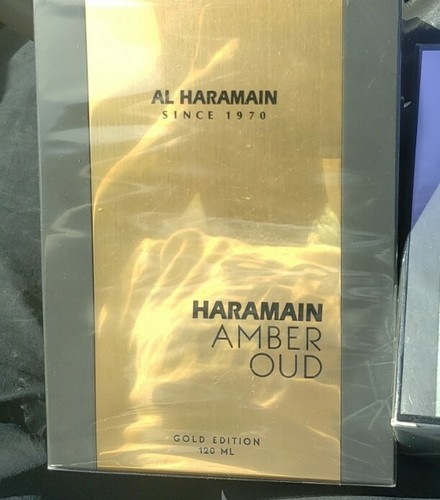 AL HARAMAIN
SINCE 1970
HARAMAIN
AMBER
OUD
GOLD EDITION
120 ML